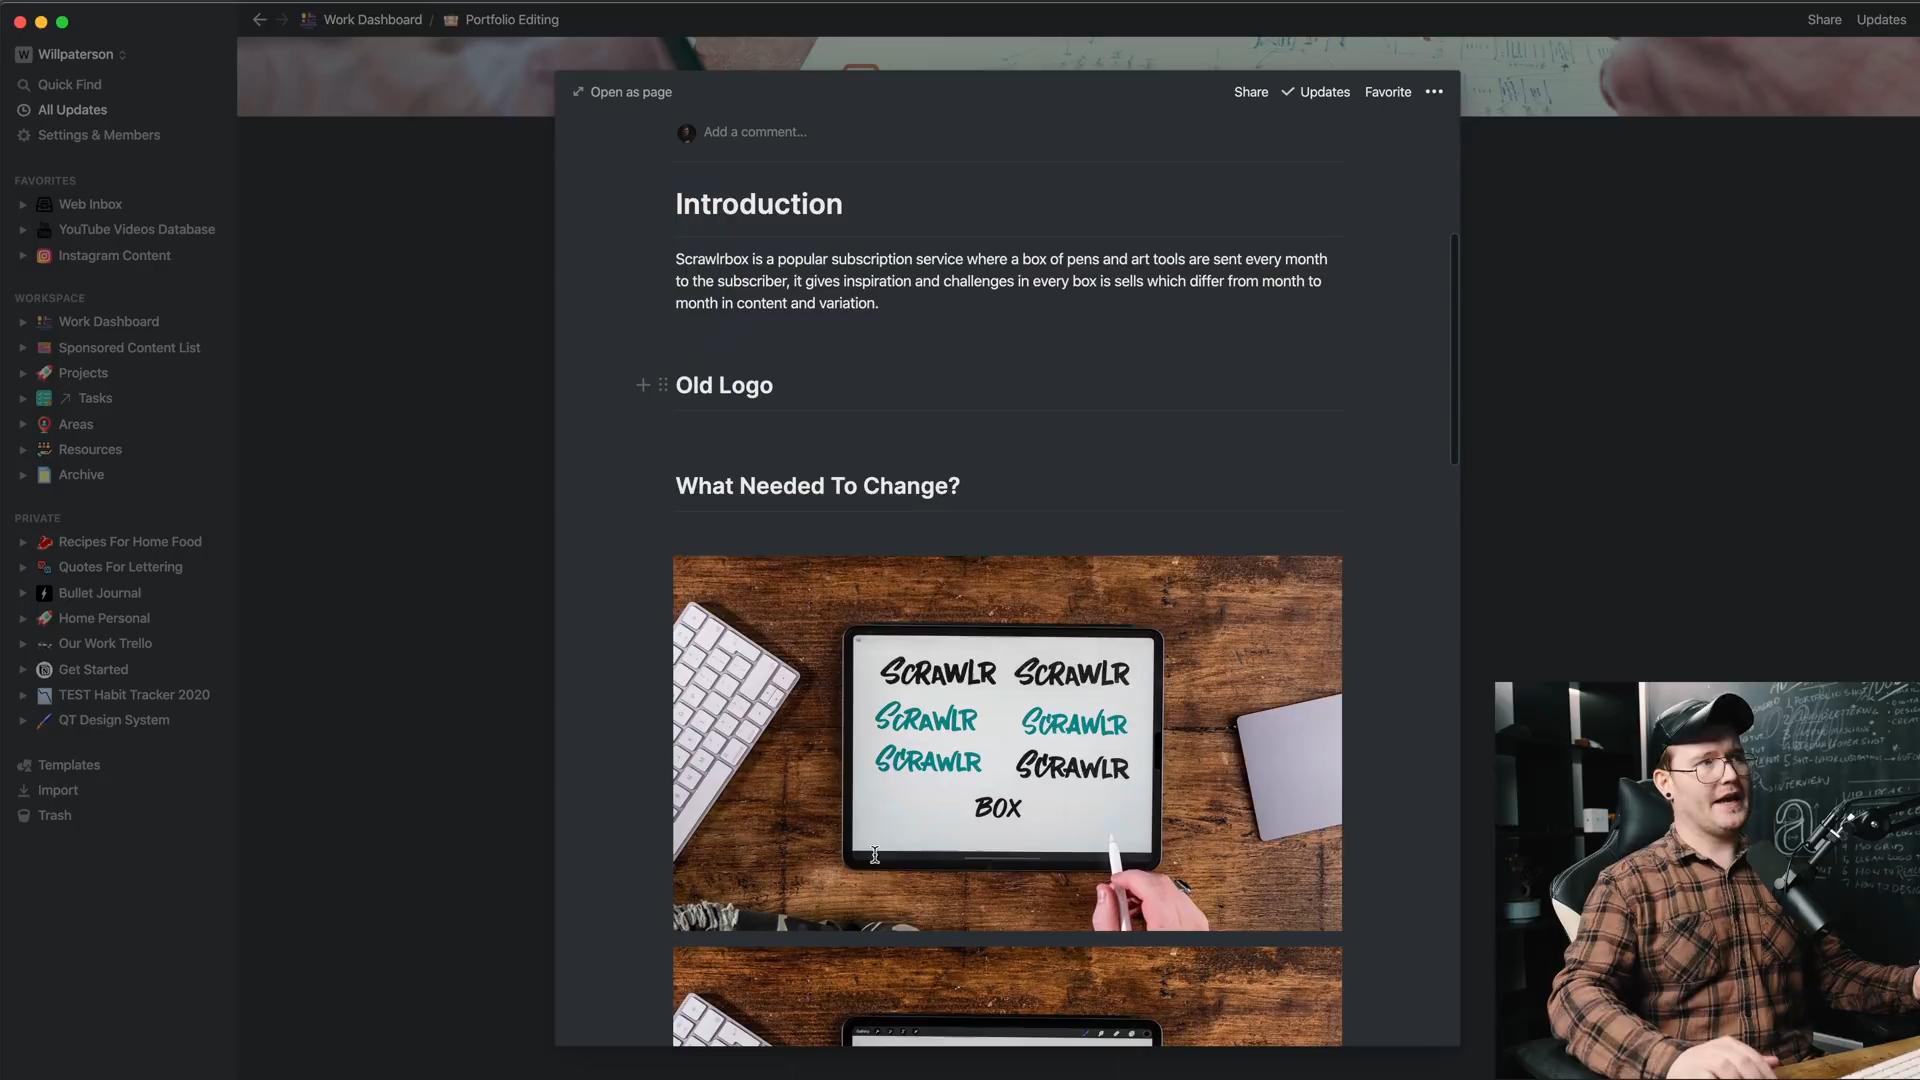 Work Dashboard / Portfolio Editing
Share Updates
W Willpaterson
Quick Find
All Updates
Settings & Members
FAVORITES
Web Inbox
YouTube Videos Database
Instagram Content
WORKSPACE
Work Dashboard
Sponsored Content List
Projects
Tasks
Areas
Resources
Archive
PRIVATE
Recipes For Home Food
Quotes For Lettering
Bullet Journal
Home Personal
Our Work Trello
Get Started
TEST Habit Tracker 2020
QT Design System
Templates
Import
Trash
Open as page
Share Updates Favorite
Add a comment...
Introduction
Scrawlrbox is a popular subscription service where a box of pens and art tools are sent every month
to the subscriber, it gives inspiration and challenges in every box is sells which differ from month to
month in content and variation.
Old Logo
What Needed To Change?
SCRAWLR SCRAWLR
SCRAWLR SCRAWLR
SCRAWLR SCRAWLR
BOX